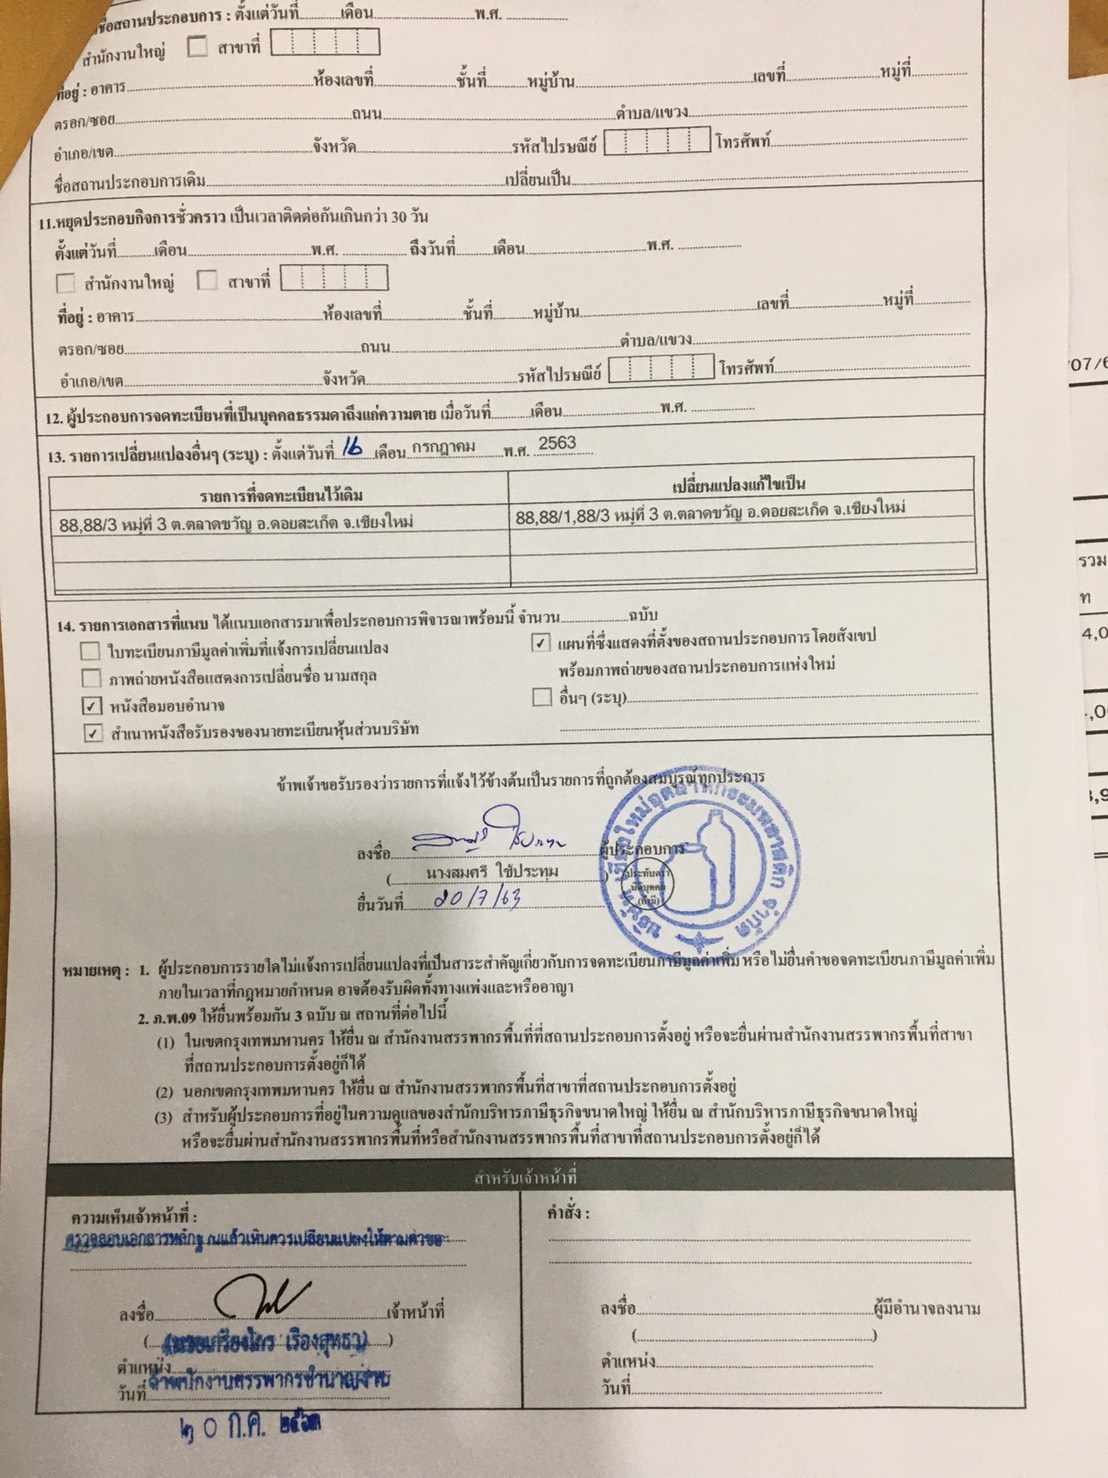 ชื่อสถานประกอบการ : ตั้งแต่วันที่ เดือน พ.ศ.
สำนักงานใหญ่ สาขาที่
ที่อยู่ : อาคาร ห้องเลขที่ ชั้นที่ หมู่บ้าน เลขที่ หมู่ที่
ตรอก/ซอย ถนน ตำบล/แขวง
อำเภอ/เขต จังหวัด รหัสไปรษณีย์ โทรศัพท์
ชื่อสถานประกอบการเดิม เปลี่ยนเป็น
11.หยุดประกอบกิจการชั่วคราว เป็นเวลาติดต่อกันเกินกว่า 30 วัน
ตั้งแต่วันที่ เดือน พ.ศ. ถึงวันที่ เดือน พ.ศ.
สำนักงานใหญ่ สาขาที่
ที่อยู่ : อาคาร ห้องเลขที่ ชั้นที่ หมู่บ้าน เลขที่ หมู่ที่
ตรอก/ซอย ถนน ตำบล/แขวง
อำเภอ/เขต จังหวัด รหัสไปรษณีย์ โทรศัพท์
12. ผู้ประกอบการจดทะเบียนที่เป็นบุคคลธรรมดาถึงแก่ความตาย เมื่อวันที่ เดือน พ.ศ.
13. รายการเปลี่ยนแปลงอื่นๆ (ระบุ) : ตั้งแต่วันที่ 16 เดือน กรกฎาคม พ.ศ. 2563
รายการที่จดทะเบียนไว้เดิม เปลี่ยนแปลงแก้ไขเป็น
88,88/3 หมู่ที่ 3 ต.ตลาดขวัญ อ.ดอยสะเก็ด จ.เชียงใหม่ 88,88/1,88/3 หมู่ที่ 3 ต.ตลาดขวัญ อ.ดอยสะเก็ด จ.เชียงใหม่
14. รายการเอกสารที่แนบ ได้แนบเอกสารมาเพื่อประกอบการพิจารณาพร้อมนี้ จำนวน ฉบับ
ใบทะเบียนภาษีมูลค่าเพิ่มที่แจ้งการเปลี่ยนแปลง ✓ แผนที่ซึ่งแสดงที่ตั้งของสถานประกอบการ โดยสังเขป
ภาพถ่ายหนังสือแสดงการเปลี่ยนชื่อ นามสกุล พร้อมภาพถ่ายของสถานประกอบการแห่งใหม่
✓ หนังสือมอบอำนาจ อื่นๆ (ระบุ)
✓ สำเนาหนังสือรับรองของนายทะเบียนหุ้นส่วนบริษัท
ข้าพเจ้าขอรับรองว่ารายการที่แจ้งไว้ข้างต้นเป็นรายการที่ถูกต้องสมบูรณ์ทุกประการ
ลงชื่อ ผู้ประกอบการ
(นางสมศรี ใช้ประทุม)
ยื่นวันที่ 20/7/63
ประทับตรา
นิติบุคคล
(ถ้ามี)
บริษัท เชียงใหม่อุตสาหกรรมพลาสติก จำกัด
หมายเหตุ : 1. ผู้ประกอบการรายใดไม่แจ้งการเปลี่ยนแปลงที่เป็นสาระสำคัญเกี่ยวกับการจดทะเบียนภาษีมูลค่าเพิ่ม หรือไม่ยื่นคำขอจดทะเบียนภาษีมูลค่าเพิ่ม
ภายในเวลาที่กฎหมายกำหนด อาจต้องรับผิดทั้งทางแพ่งและหรืออาญา
2. ภ.พ.09 ให้ยื่นพร้อมกัน 3 ฉบับ ณ สถานที่ต่อไปนี้
(1) ในเขตกรุงเทพมหานคร ให้ยื่น ณ สำนักงานสรรพากรพื้นที่ที่สถานประกอบการตั้งอยู่ หรือจะยื่นผ่านสำนักงานสรรพากรพื้นที่สาขา
ที่สถานประกอบการตั้งอยู่ก็ได้
(2) นอกเขตกรุงเทพมหานคร ให้ยื่น ณ สำนักงานสรรพากรพื้นที่สาขาที่สถานประกอบการตั้งอยู่
(3) สำหรับผู้ประกอบการที่อยู่ในความดูแลของสำนักบริหารภาษีธุรกิจขนาดใหญ่ ให้ยื่น ณ สำนักบริหารภาษีธุรกิจขนาดใหญ่
หรือจะยื่นผ่านสำนักงานสรรพากรพื้นที่หรือสำนักงานสรรพากรพื้นที่สาขาที่สถานประกอบการตั้งอยู่ก็ได้
สำหรับเจ้าหน้าที่
ความเห็นเจ้าหน้าที่ : คำสั่ง :
ตรวจสอบเอกสารหลักฐานแล้วเห็นควรเปลี่ยนแปลงให้ตามคำขอ
ลงชื่อ เจ้าหน้าที่ ลงชื่อ ผู้มีอำนาจลงนาม
(นายเกรียงไกร เรืองสุทธา) ( )
ตำแหน่ง ตำแหน่ง
วันที่ เจ้าพนักงานสรรพากรชำนาญงาน วันที่
๒๐ ก.ค. ๒๕๖๓
07/6
รวม
ท
4,0